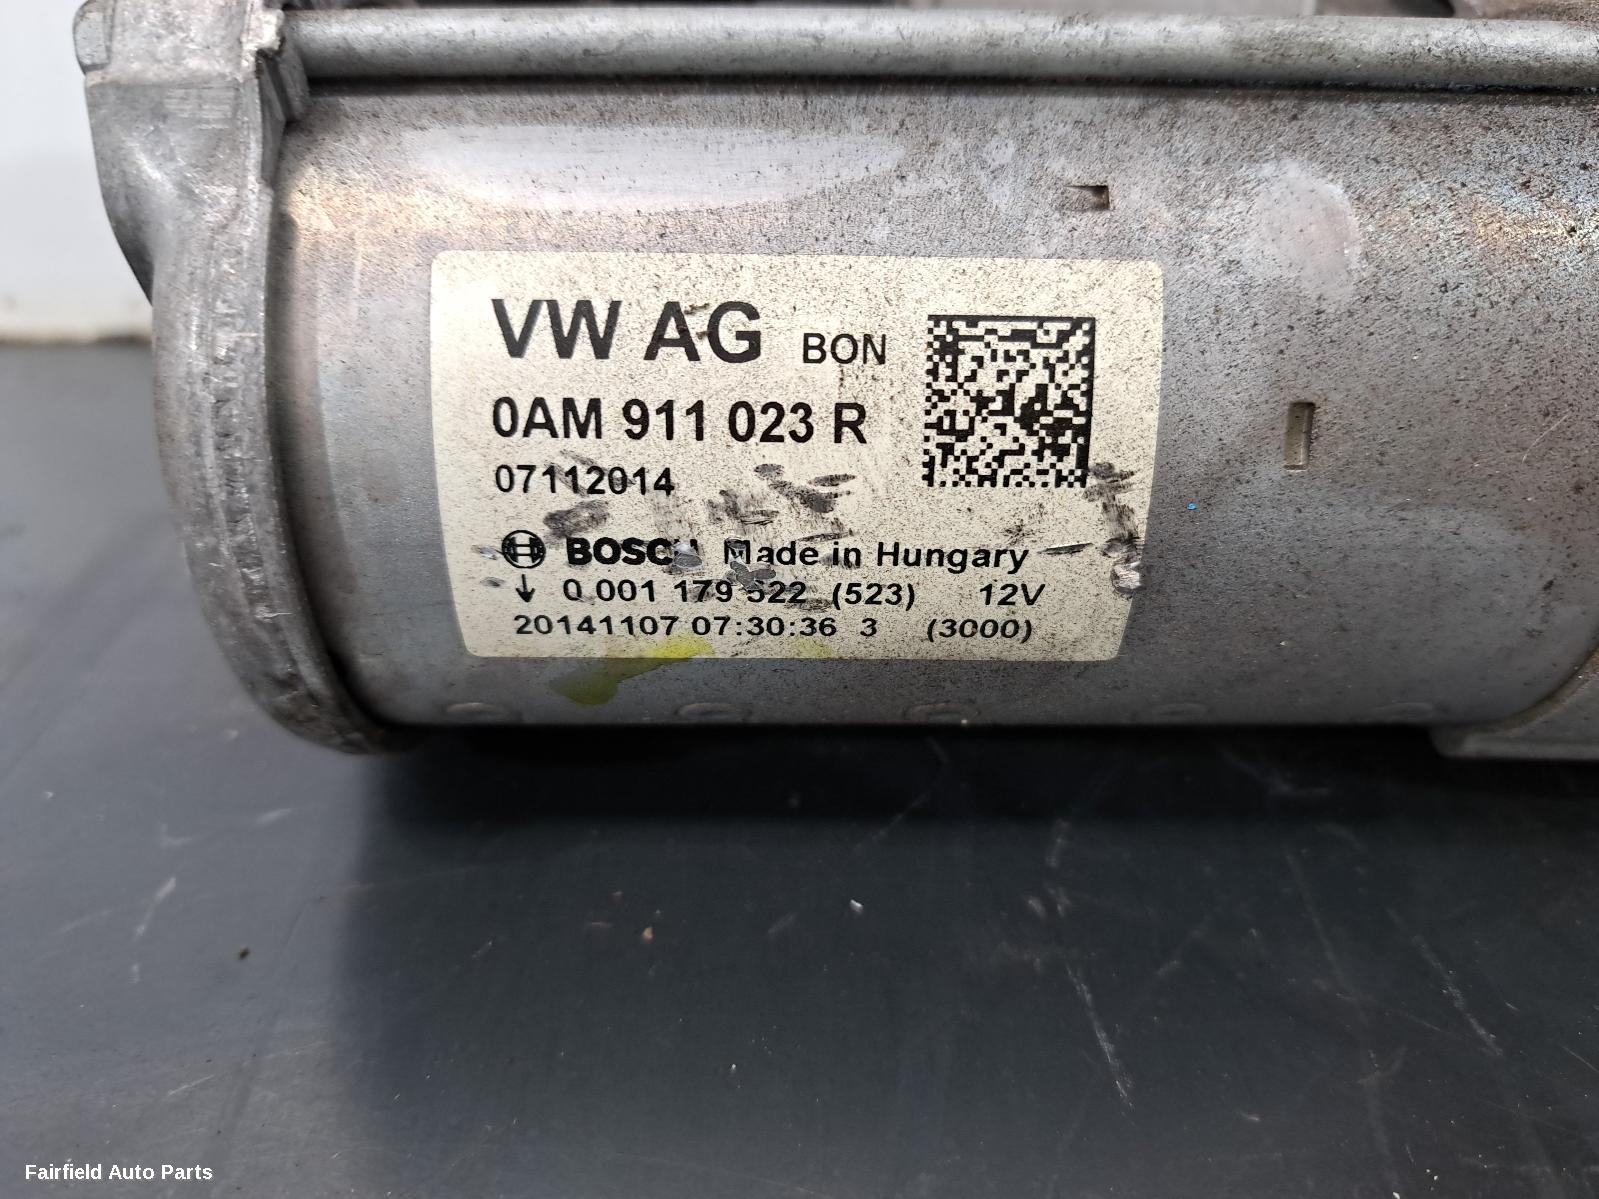 VW AG BON
0AM 911 023 R
07112014
BOSCH Made in Hungary
↓ 0 001 179 522 (523) 12V
20141107 07:30:36 3 (3000)
Fairfield Auto Parts